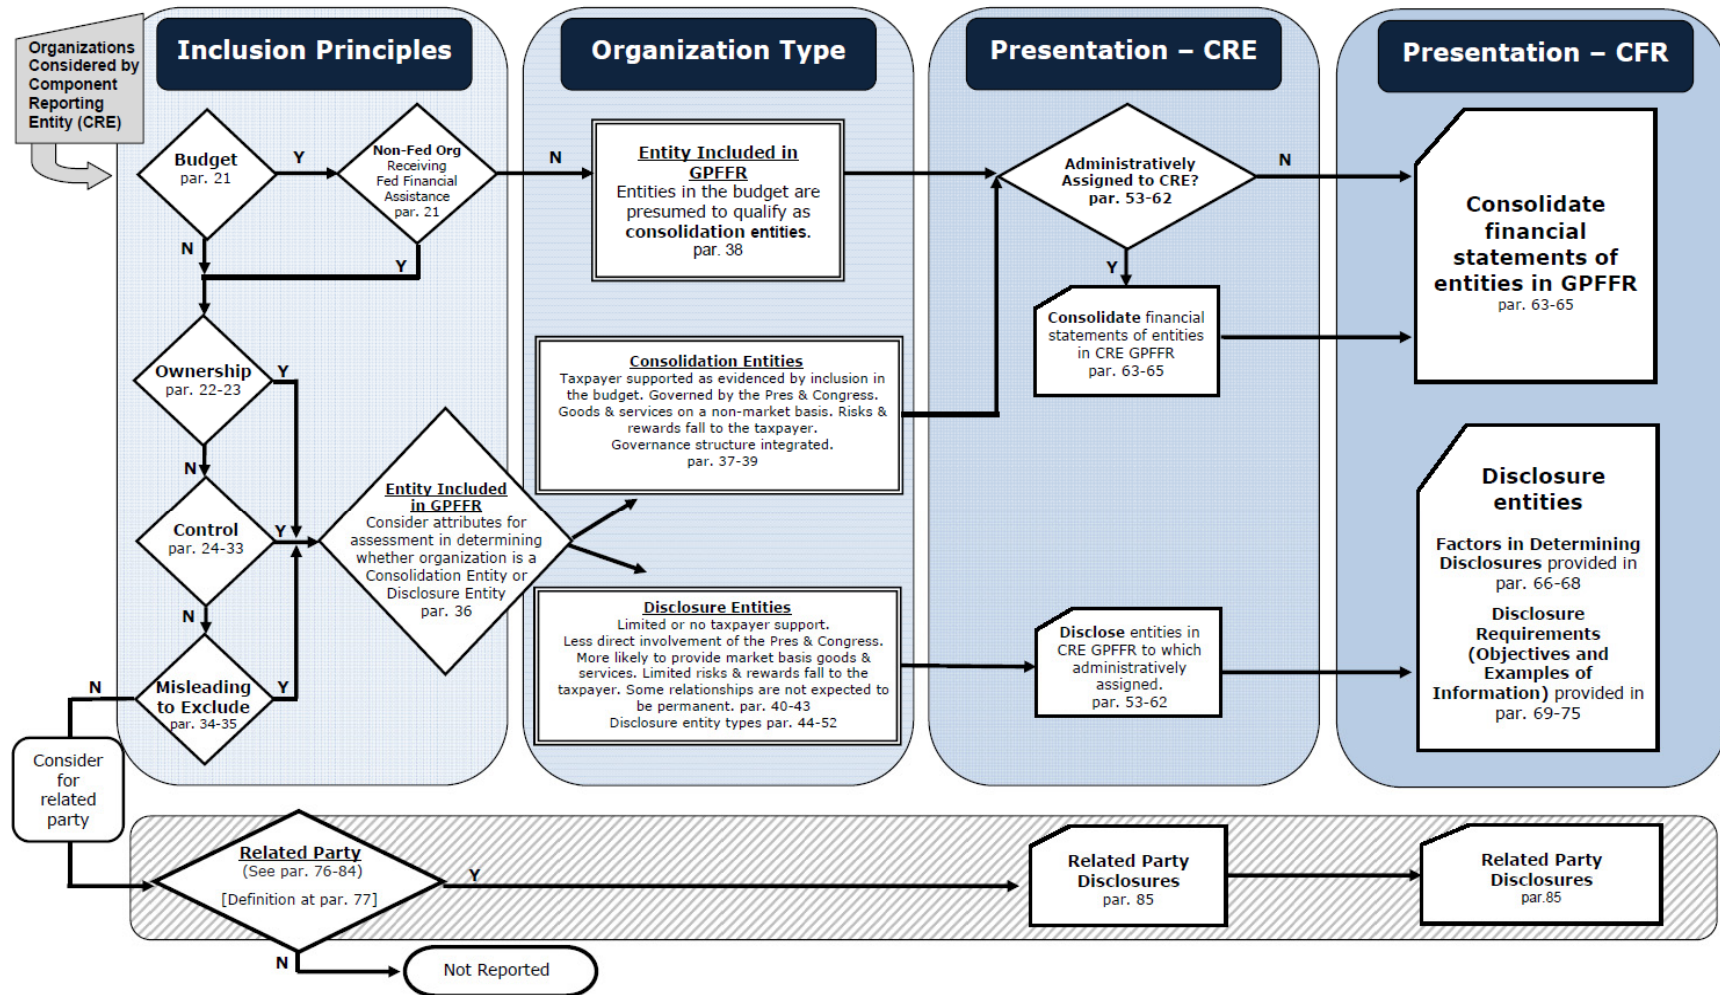 Organizations
Considered by
Component
Reporting
Entity (CRE)
Inclusion Principles
Budget
par. 21
Y
Non-Fed Org
Receiving
Fed Financial
Assistance
par. 21
N
N
Y
Ownership
par. 22-23
Y
N
Control
par. 24-33
Y
N
Misleading
to Exclude
par. 34-35
Y
N
Entity Included
in GPFFR
Consider attributes for
assessment in determining
whether organization is a
Consolidation Entity or
Disclosure Entity
par. 36
Organization Type
Entity Included in
GPFFR
Entities in the budget are
presumed to qualify as
consolidation entities.
par. 38
Consolidation Entities
Taxpayer supported as evidenced by inclusion in
the budget. Governed by the Pres & Congress.
Goods & services on a non-market basis. Risks &
rewards fall to the taxpayer.
Governance structure integrated.
par. 37-39
Disclosure Entities
Limited or no taxpayer support.
Less direct involvement of the Pres & Congress.
More likely to provide market basis goods &
services. Limited risks & rewards fall to the
taxpayer. Some relationships are not expected to
be permanent. par. 40-43
Disclosure entity types par. 44-52
Presentation – CRE
Administratively
Assigned to CRE?
par. 53-62
N
Y
Consolidate financial
statements of entities
in CRE GPFFR
par. 63-65
Disclose entities in
CRE GPFFR to which
administratively
assigned.
par. 53-62
Presentation – CFR
Consolidate
financial
statements of
entities in GPFFR
par. 63-65
Disclosure
entities
Factors in Determining
Disclosures provided in
par. 66-68
Disclosure
Requirements
(Objectives and
Examples of
Information) provided in
par. 69-75
Consider
for
related
party
Related Party
(See par. 76-84)
[Definition at par. 77]
Y
Related Party
Disclosures
par. 85
Related Party
Disclosures
par.85
N
Not Reported